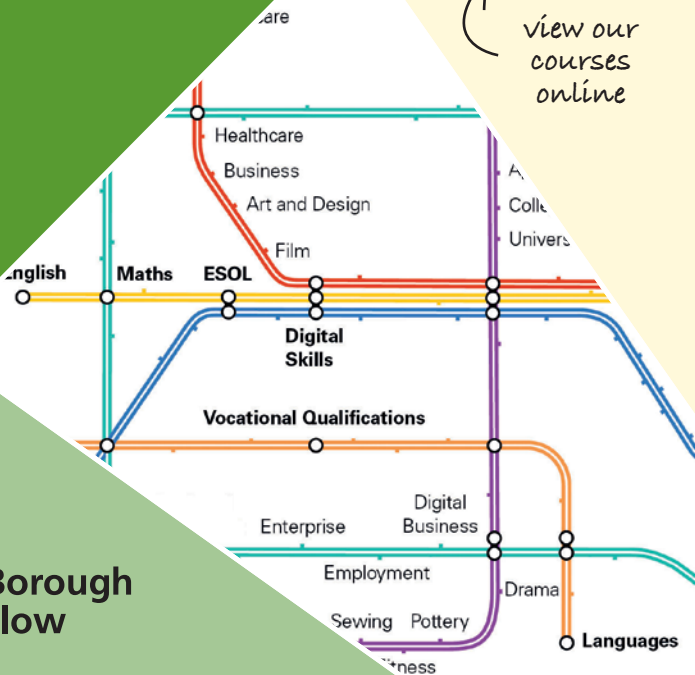 view our
courses
online
Healthcare
Business
Art and Design
Film
Maths
ESOL
Digital
Skills
Vocational Qualifications
Digital
Business
Enterprise
Employment
Drama
Sewing Pottery
Languages
Borough
low